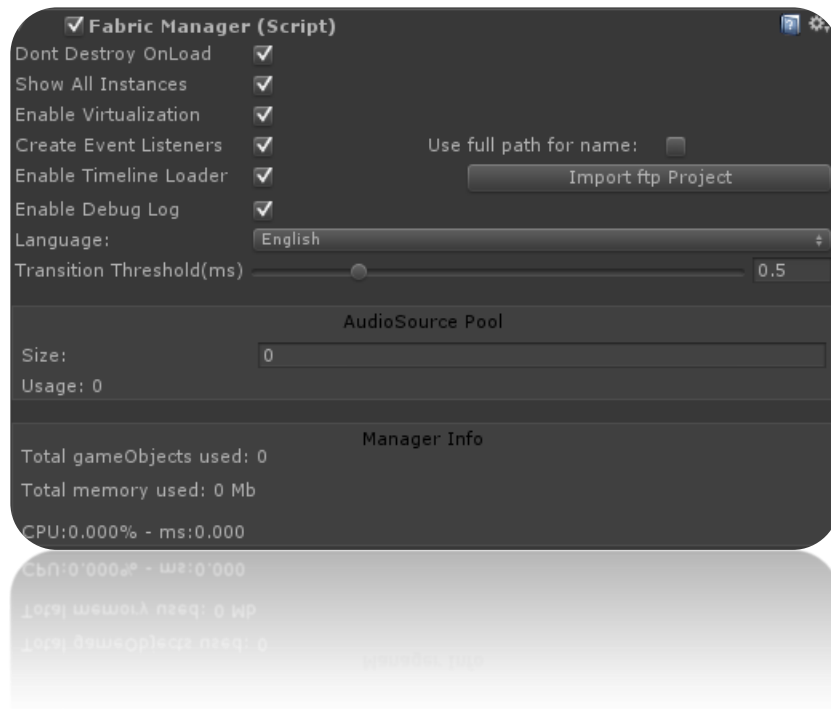 Fabric Manager (Script)
Dont Destroy OnLoad
Show All Instances
Enable Virtualization
Create Event Listeners Use full path for name:
Enable Timeline Loader Import ftp Project
Enable Debug Log
Language: English
Transition Threshold(ms) 0.5
AudioSource Pool
Size: 0
Usage: 0
Manager Info
Total gameObjects used: 0
Total memory used: 0 Mb
CPU:0.000% - ms:0.000